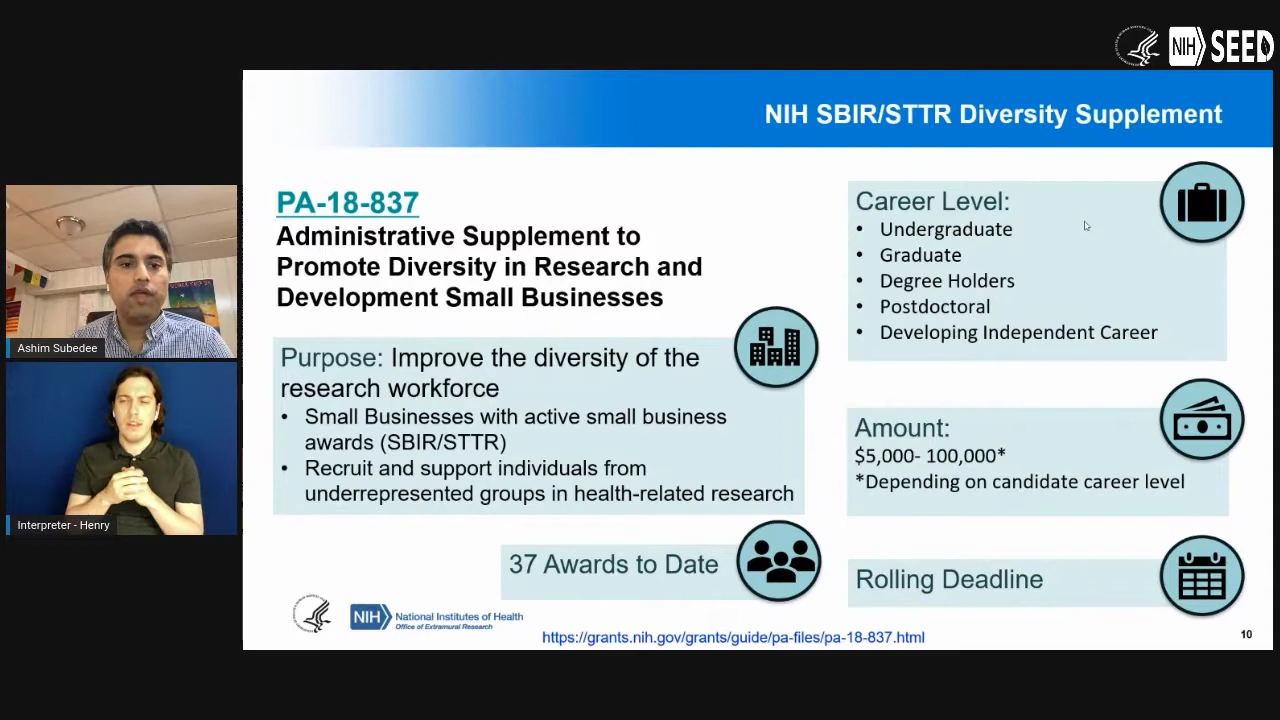 NIH SEED
NIH SBIR/STTR Diversity Supplement
PA-18-837
Administrative Supplement to
Promote Diversity in Research and
Development Small Businesses
Purpose: Improve the diversity of the
research workforce
• Small Businesses with active small business
awards (SBIR/STTR)
• Recruit and support individuals from
underrepresented groups in health-related research
37 Awards to Date
Career Level:
• Undergraduate
• Graduate
• Degree Holders
• Postdoctoral
• Developing Independent Career
Amount:
$5,000- 100,000*
*Depending on candidate career level
Rolling Deadline
Ashim Subedee
Interpreter - Henry
NIH National Institutes of Health
Office of Extramural Research
https://grants.nih.gov/grants/guide/pa-files/pa-18-837.html
10